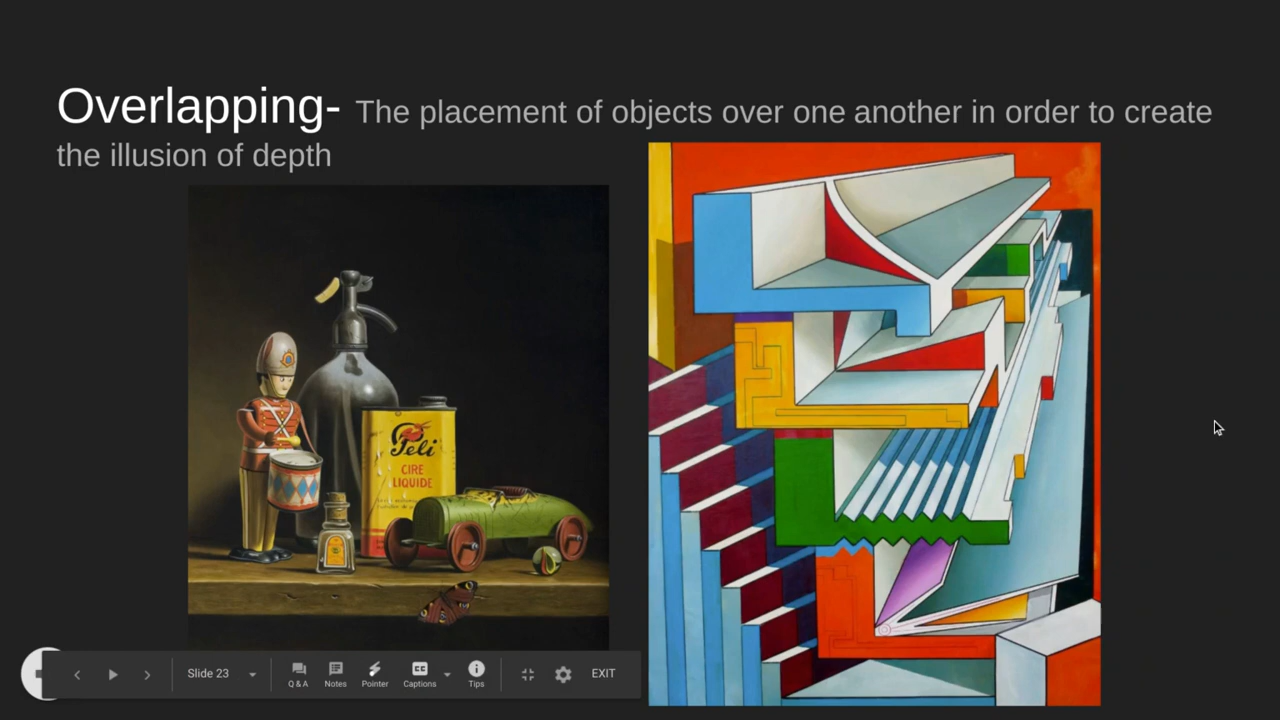 Overlapping- The placement of objects over one another in order to create
the illusion of depth
Peli
CIRE
LIQUIDE
Slide 23
Q & A
Notes
Pointer
CC
Captions
Tips
EXIT